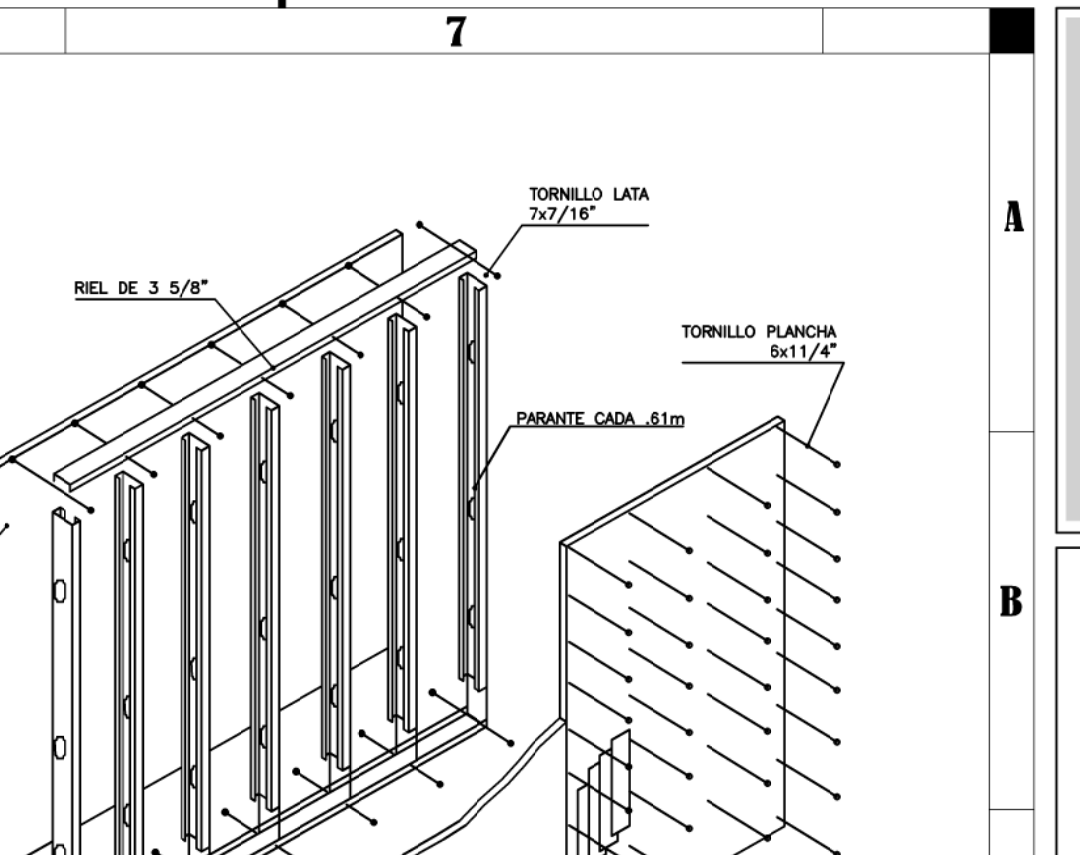 7
A
TORNILLO LATA
7x7/16"
RIEL DE 3 5/8"
TORNILLO PLANCHA
6x11/4"
PARANTE CADA .61m
B